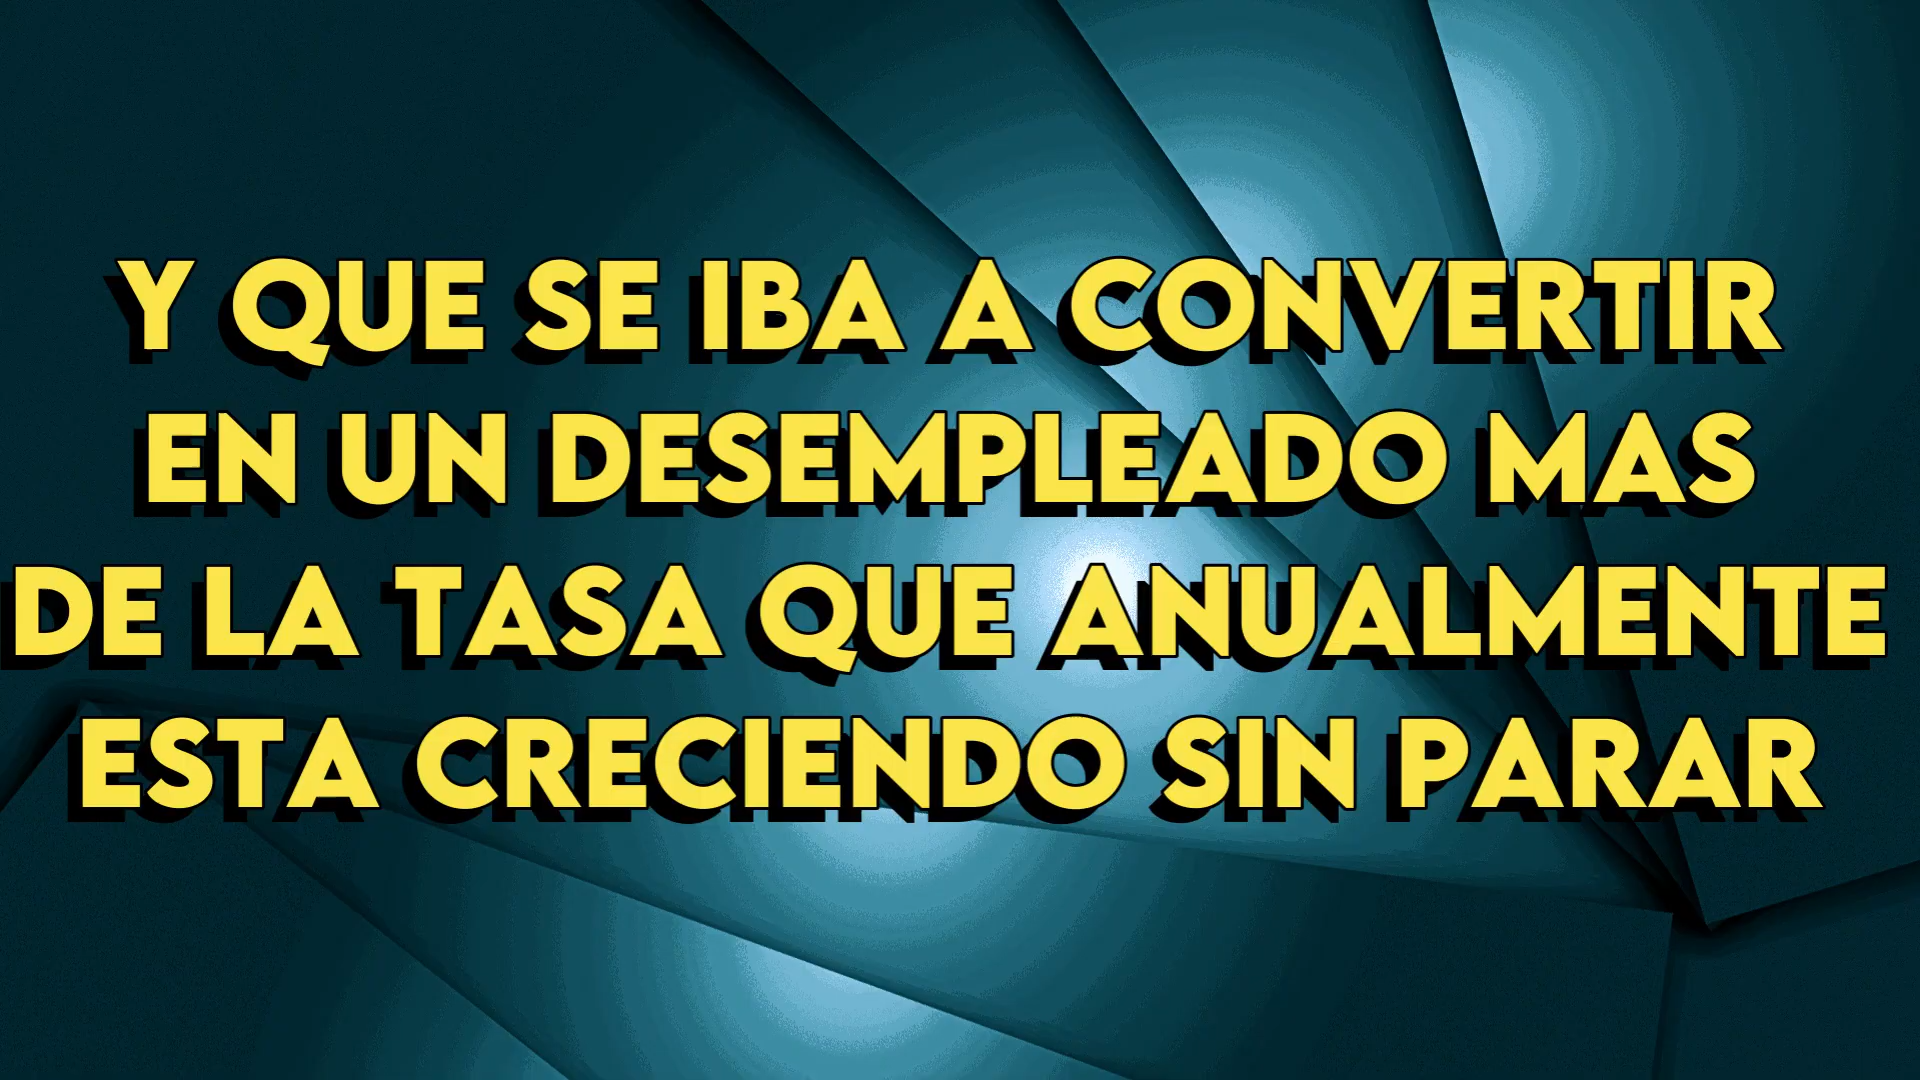 Y QUE SE IBA A CONVERTIR
EN UN DESEMPLEADO MAS
DE LA TASA QUE ANUALMENTE
ESTA CRECIENDO SIN PARAR